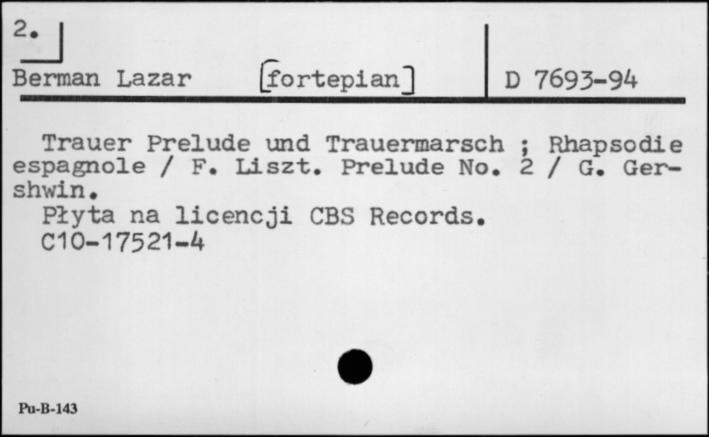 2.
Berman Lazar [fortepian] D 7693-94
Trauer Prelude und Trauermarsch ; Rhapsodie
espagnole / F. Liszt. Prelude No. 2 / G. Ger-
shwin.
Płyta na licencji CBS Records.
C10-17521-4
Pu-B-143